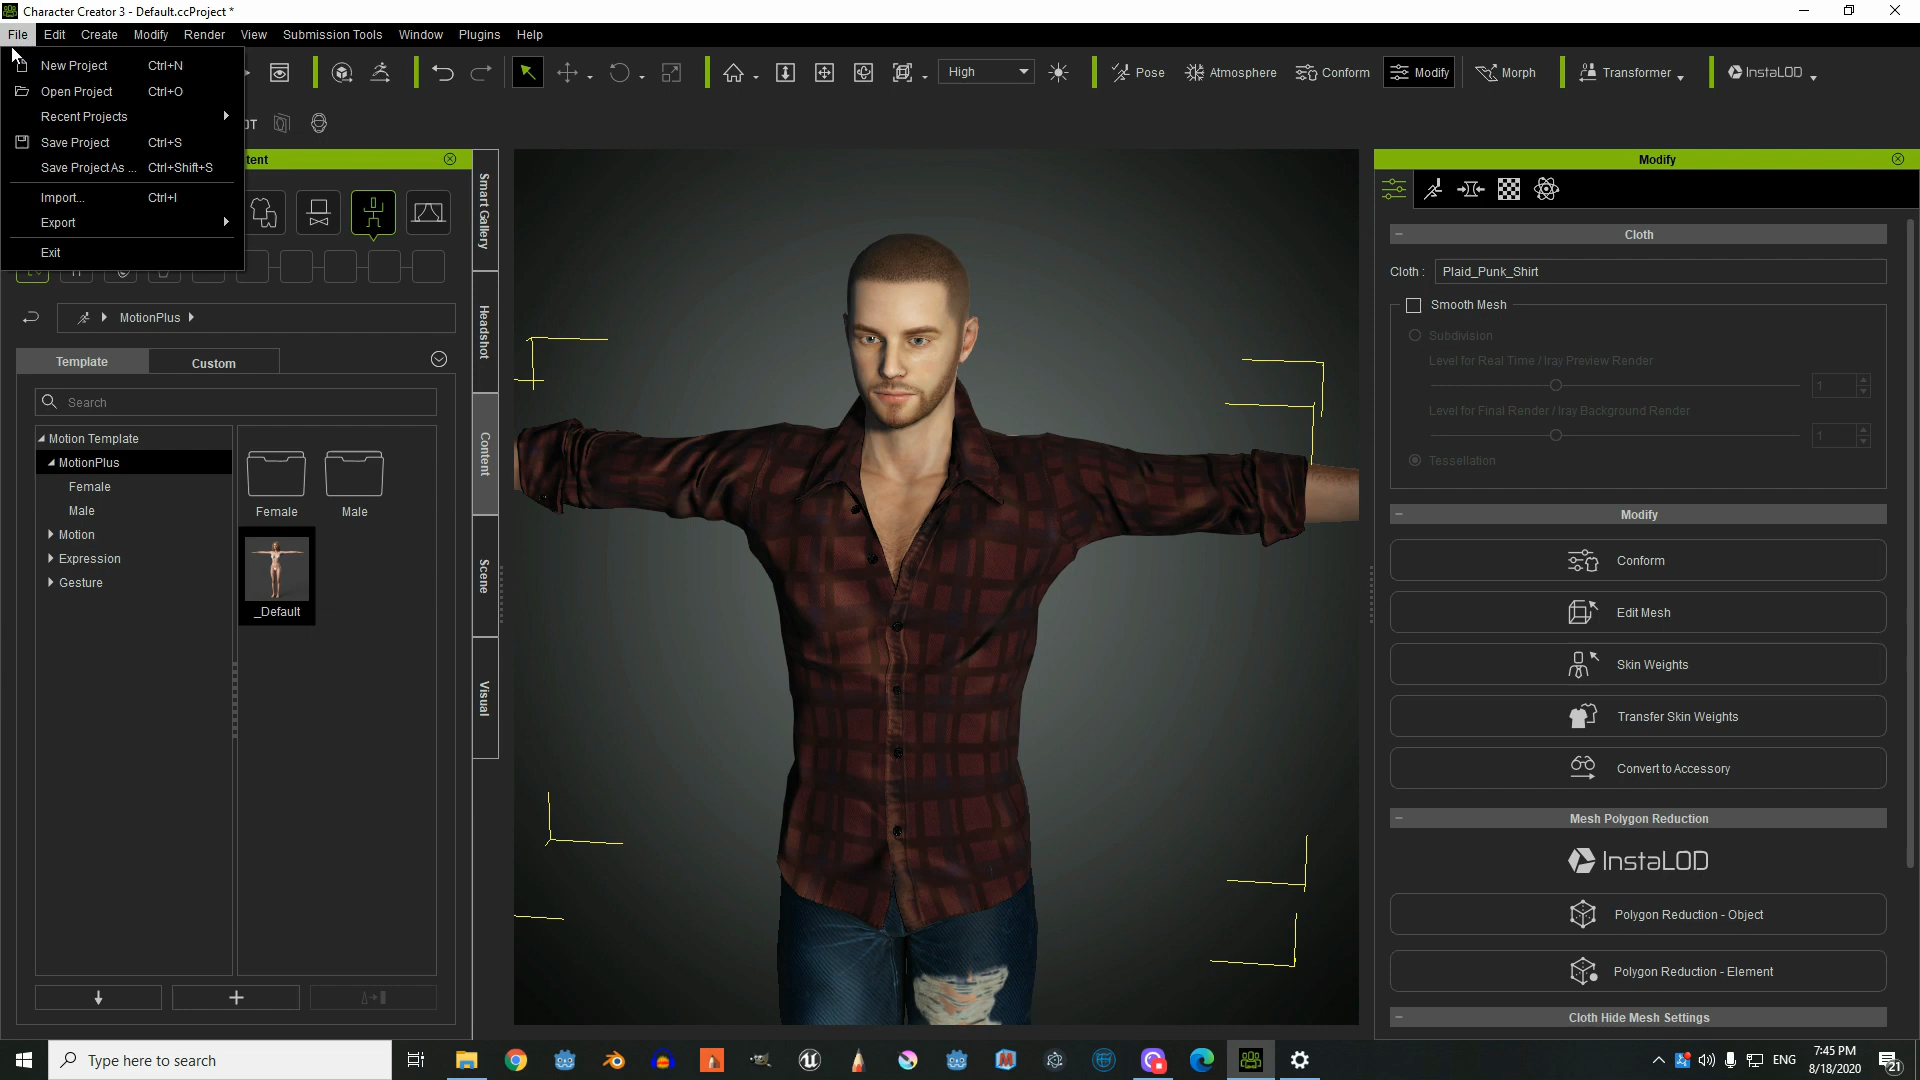 Character Creator 3 - Default.ccProject *
File Edit Create Modify Render View Submission Tools Window Plugins Help
New Project Ctrl+N
Open Project Ctrl+O
Recent Projects
Save Project Ctrl+S
Save Project As ... Ctrl+Shift+S
Import... Ctrl+I
Export
Exit
High
Pose
Atmosphere
Conform
Modify
Morph
Transformer
InstaLOD
OT
tent
MotionPlus
Template Custom
Search
Motion Template
MotionPlus
Female
Male
Motion
Expression
Gesture
Female Male
_Default
Smart Gallery
Headshot
Content
Scene
Visual
Modify
Cloth
Cloth : Plaid_Punk_Shirt
Smooth Mesh
Subdivision
Level for Real Time / Iray Preview Render
1
Level for Final Render / Iray Background Render
1
Tessellation
Modify
Conform
Edit Mesh
Skin Weights
Transfer Skin Weights
Convert to Accessory
Mesh Polygon Reduction
InstaLOD
Polygon Reduction - Object
Polygon Reduction - Element
Cloth Hide Mesh Settings
Type here to search
ENG
7:45 PM
8/18/2020
21